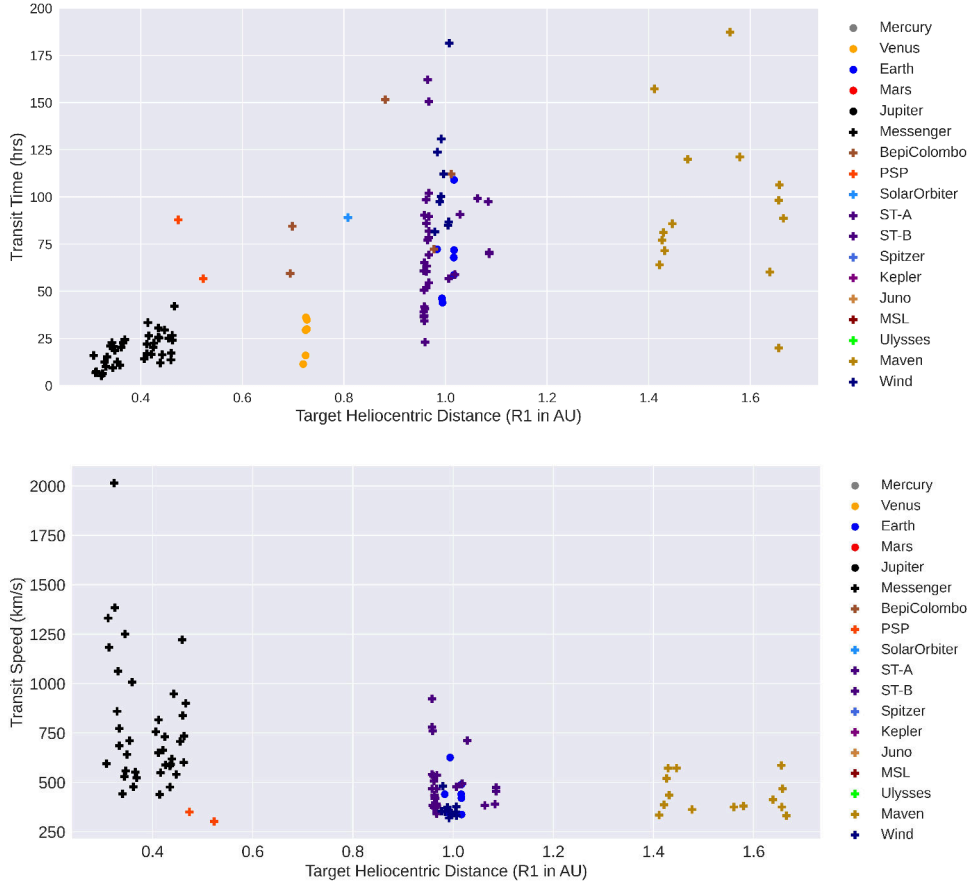 200
175
150
125
100
75
50
25
0
Transit Time (hrs)
0.4 0.6 0.8 1.0 1.2 1.4 1.6
Target Heliocentric Distance (R1 in AU)
Mercury
Venus
Earth
Mars
Jupiter
Messenger
BepiColombo
PSP
SolarOrbiter
ST-A
ST-B
Spitzer
Kepler
Juno
MSL
Ulysses
Maven
Wind
2000
1750
1500
1250
1000
750
500
250
Transit Speed (km/s)
0.4 0.6 0.8 1.0 1.2 1.4 1.6
Target Heliocentric Distance (R1 in AU)
Mercury
Venus
Earth
Mars
Jupiter
Messenger
BepiColombo
PSP
SolarOrbiter
ST-A
ST-B
Spitzer
Kepler
Juno
MSL
Ulysses
Maven
Wind